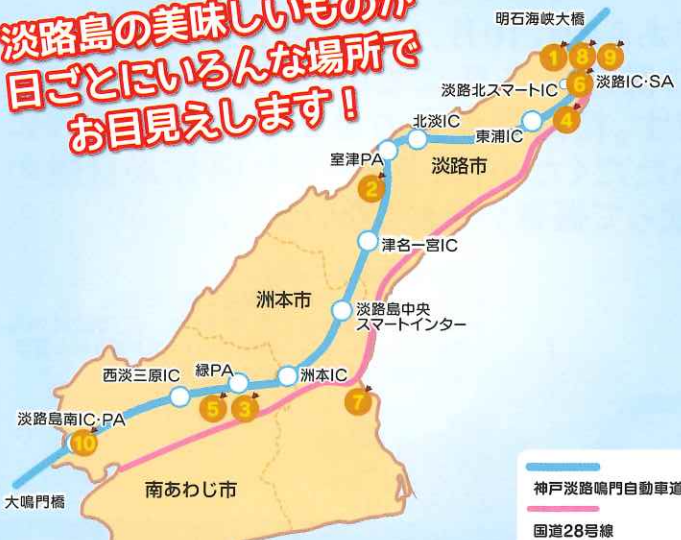 淡路島の美味しいものが
日ごとにいろんな場所で
お目見えします！
明石海峡大橋
1 8 9
淡路北スマートIC
6
淡路IC・SA
4
北淡IC
東浦IC
室津PA
淡路市
2
津名一宮IC
洲本市
淡路島中央
スマートインター
西淡三原IC
緑PA
洲本IC
5 3
7
淡路島南IC・PA
10
大鳴門橋
南あわじ市
神戸淡路鳴門自動車道
国道28号線